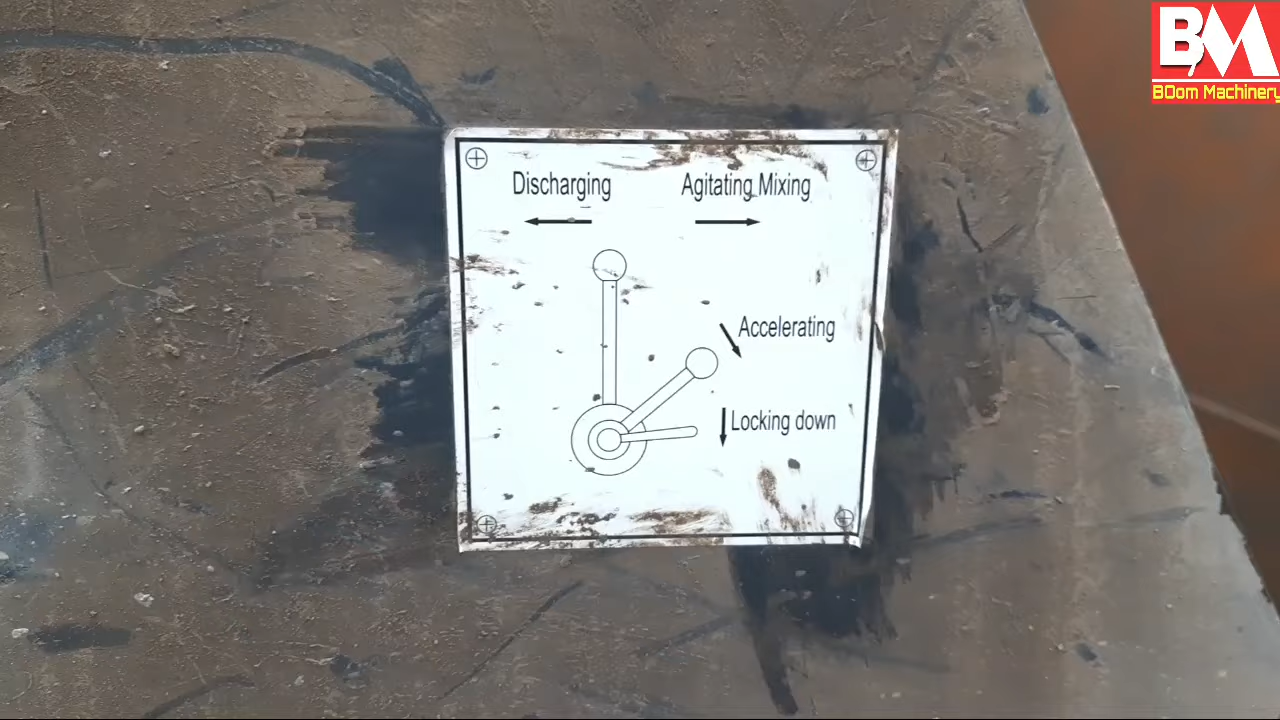 BM
BOom Machinery
Discharging
Agitating Mixing
Accelerating
Locking down